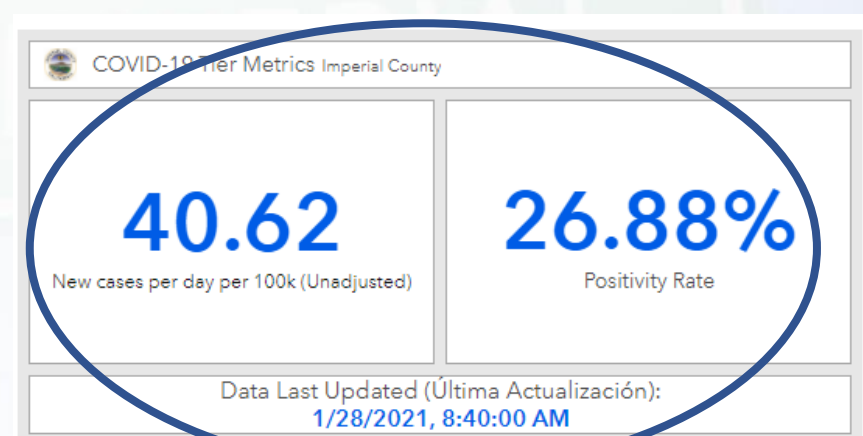 COVID-19 Tier Metrics Imperial County
40.62
New cases per day per 100k (Unadjusted)
26.88%
Positivity Rate
Data Last Updated (Última Actualización):
1/28/2021, 8:40:00 AM